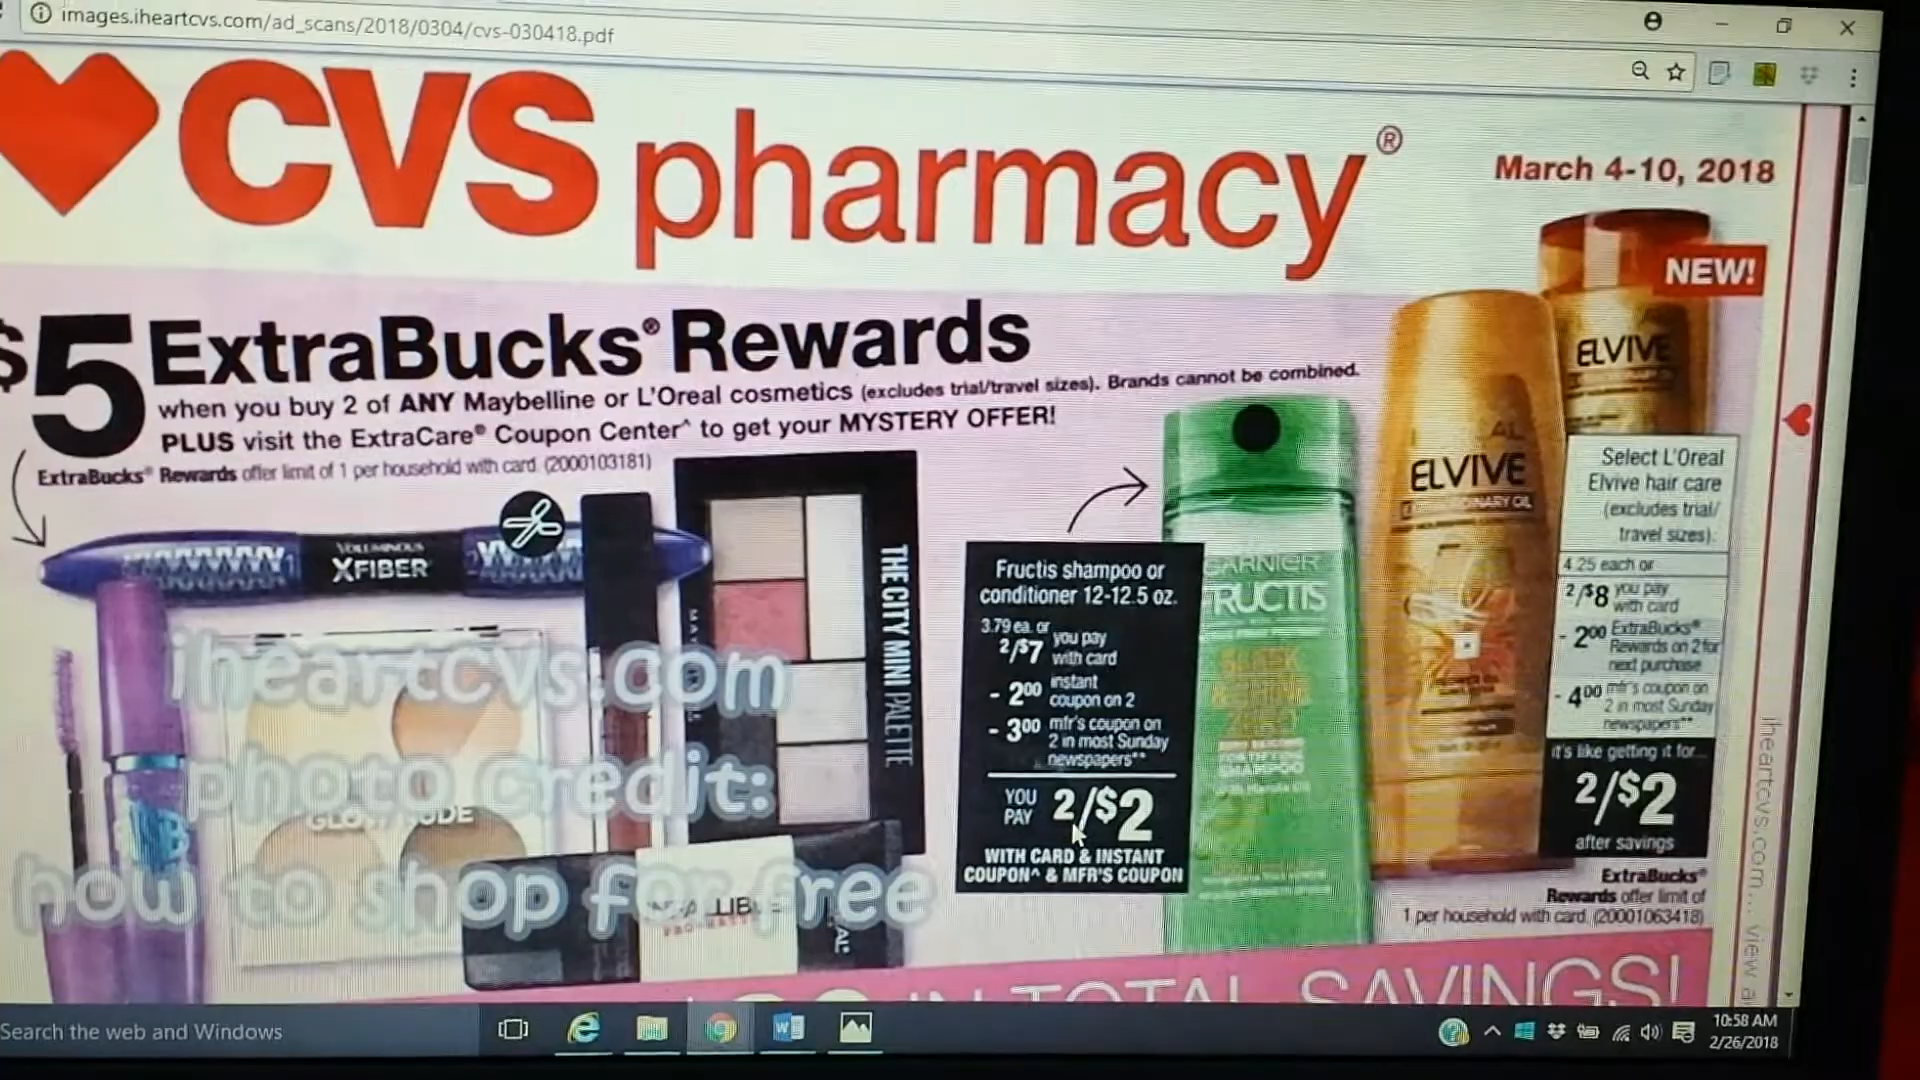 images.iheartcvs.com/ad_scans/2018/0304/cvs-030418.pdf
CVS pharmacy®
March 4-10, 2018
NEW!
$5 ExtraBucks® Rewards
when you buy 2 of ANY Maybelline or L'Oreal cosmetics (excludes trial/travel sizes). Brands cannot be combined.
PLUS visit the ExtraCare® Coupon Center^ to get your MYSTERY OFFER!
ExtraBucks® Rewards offer limit of 1 per household with card. (2000103181)
VOLUMINOUS
XFIBER
THE CITY MINI PALETTE
iheartcvs.com
photo credit:
how to shop for free
Fructis shampoo or
conditioner 12-12.5 oz.
3.79 ea. or
2/$7 you pay
with card
- 2.00 instant
coupon on 2
- 3.00 mfr's coupon on
2 in most Sunday
newspapers**
YOU PAY 2/$2
WITH CARD & INSTANT
COUPON^ & MFR'S COUPON
GARNIER
FRUCTIS
SLEEK
& SHINE
SHAMPOO
ELVIVE
ELVIVE
Select L'Oreal
Elvive hair care
(excludes trial/
travel sizes):
4.25 each or
2/$8 you pay
with card
- 2.00 ExtraBucks®
Rewards on 2 for
next purchase
- 4.00 mfr's coupon on
2 in most Sunday
newspapers**
it's like getting it for...
2/$2
after savings
ExtraBucks®
Rewards offer limit of
1 per household with card. (20001063418)
iheartcvs.com... view a
IN TOTAL SAVINGS!
Search the web and Windows
10:58 AM
2/26/2018